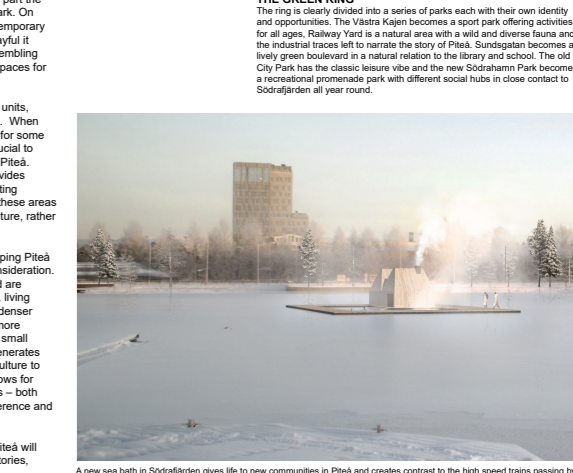 part the
ark. On
emporary
ayful it
embling
paces for
units,
. When
for some
ucial to
Piteå.
vides
ting
these areas
ture, rather
ping Piteå
nsideration.
d are
, living
denser
more
small
enerates
ulture to
ows for
s – both
erence and
iteå will
tories,
THE GREEN RING
The ring is clearly divided into a series of parks each with their own identity
and opportunities. The Västra Kajen becomes a sport park offering activities
for all ages, Railway Yard is a natural area with a wild and diverse fauna and
the industrial traces left to narrate the story of Piteå. Sundsgatan becomes a
lively green boulevard in a natural relation to the library and school. The old
City Park has the classic leisure vibe and the new Södrahamn Park become
a recreational promenade park with different social hubs in close contact to
Södrafjärden all year round.
A new sea bath in Södrafjärden gives life to new communities in Piteå and creates contrast to the high speed trains passing by